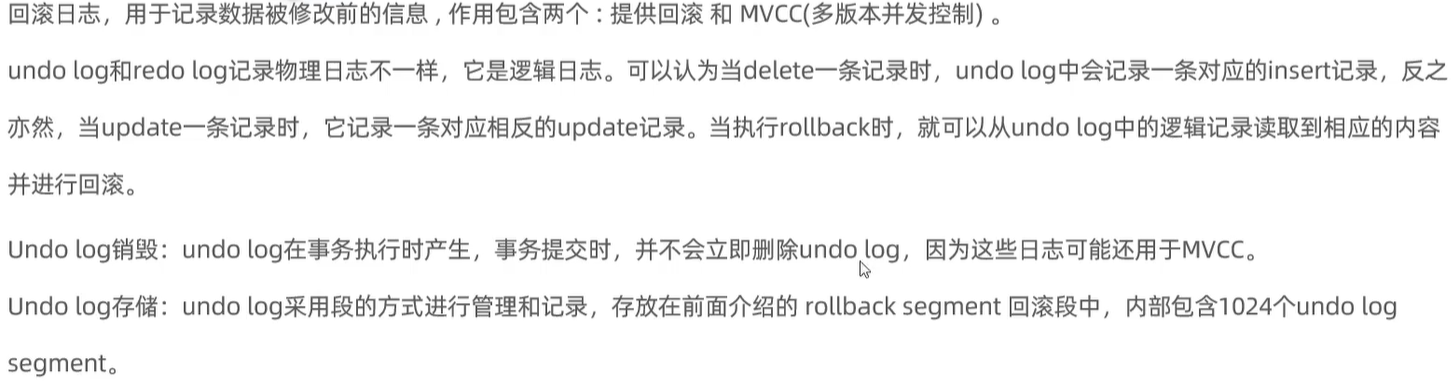 回滚日志，用于记录数据被修改前的信息 , 作用包含两个 : 提供回滚 和 MVCC(多版本并发控制) 。
undo log和redo log记录物理日志不一样，它是逻辑日志。可以认为当delete一条记录时，undo log中会记录一条对应的insert记录，反之
亦然，当update一条记录时，它记录一条对应相反的update记录。当执行rollback时，就可以从undo log中的逻辑记录读取到相应的内容
并进行回滚。
Undo log销毁：undo log在事务执行时产生，事务提交时，并不会立即删除undo log，因为这些日志可能还用于MVCC。
Undo log存储：undo log采用段的方式进行管理和记录，存放在前面介绍的 rollback segment 回滚段中，内部包含1024个undo log
segment。